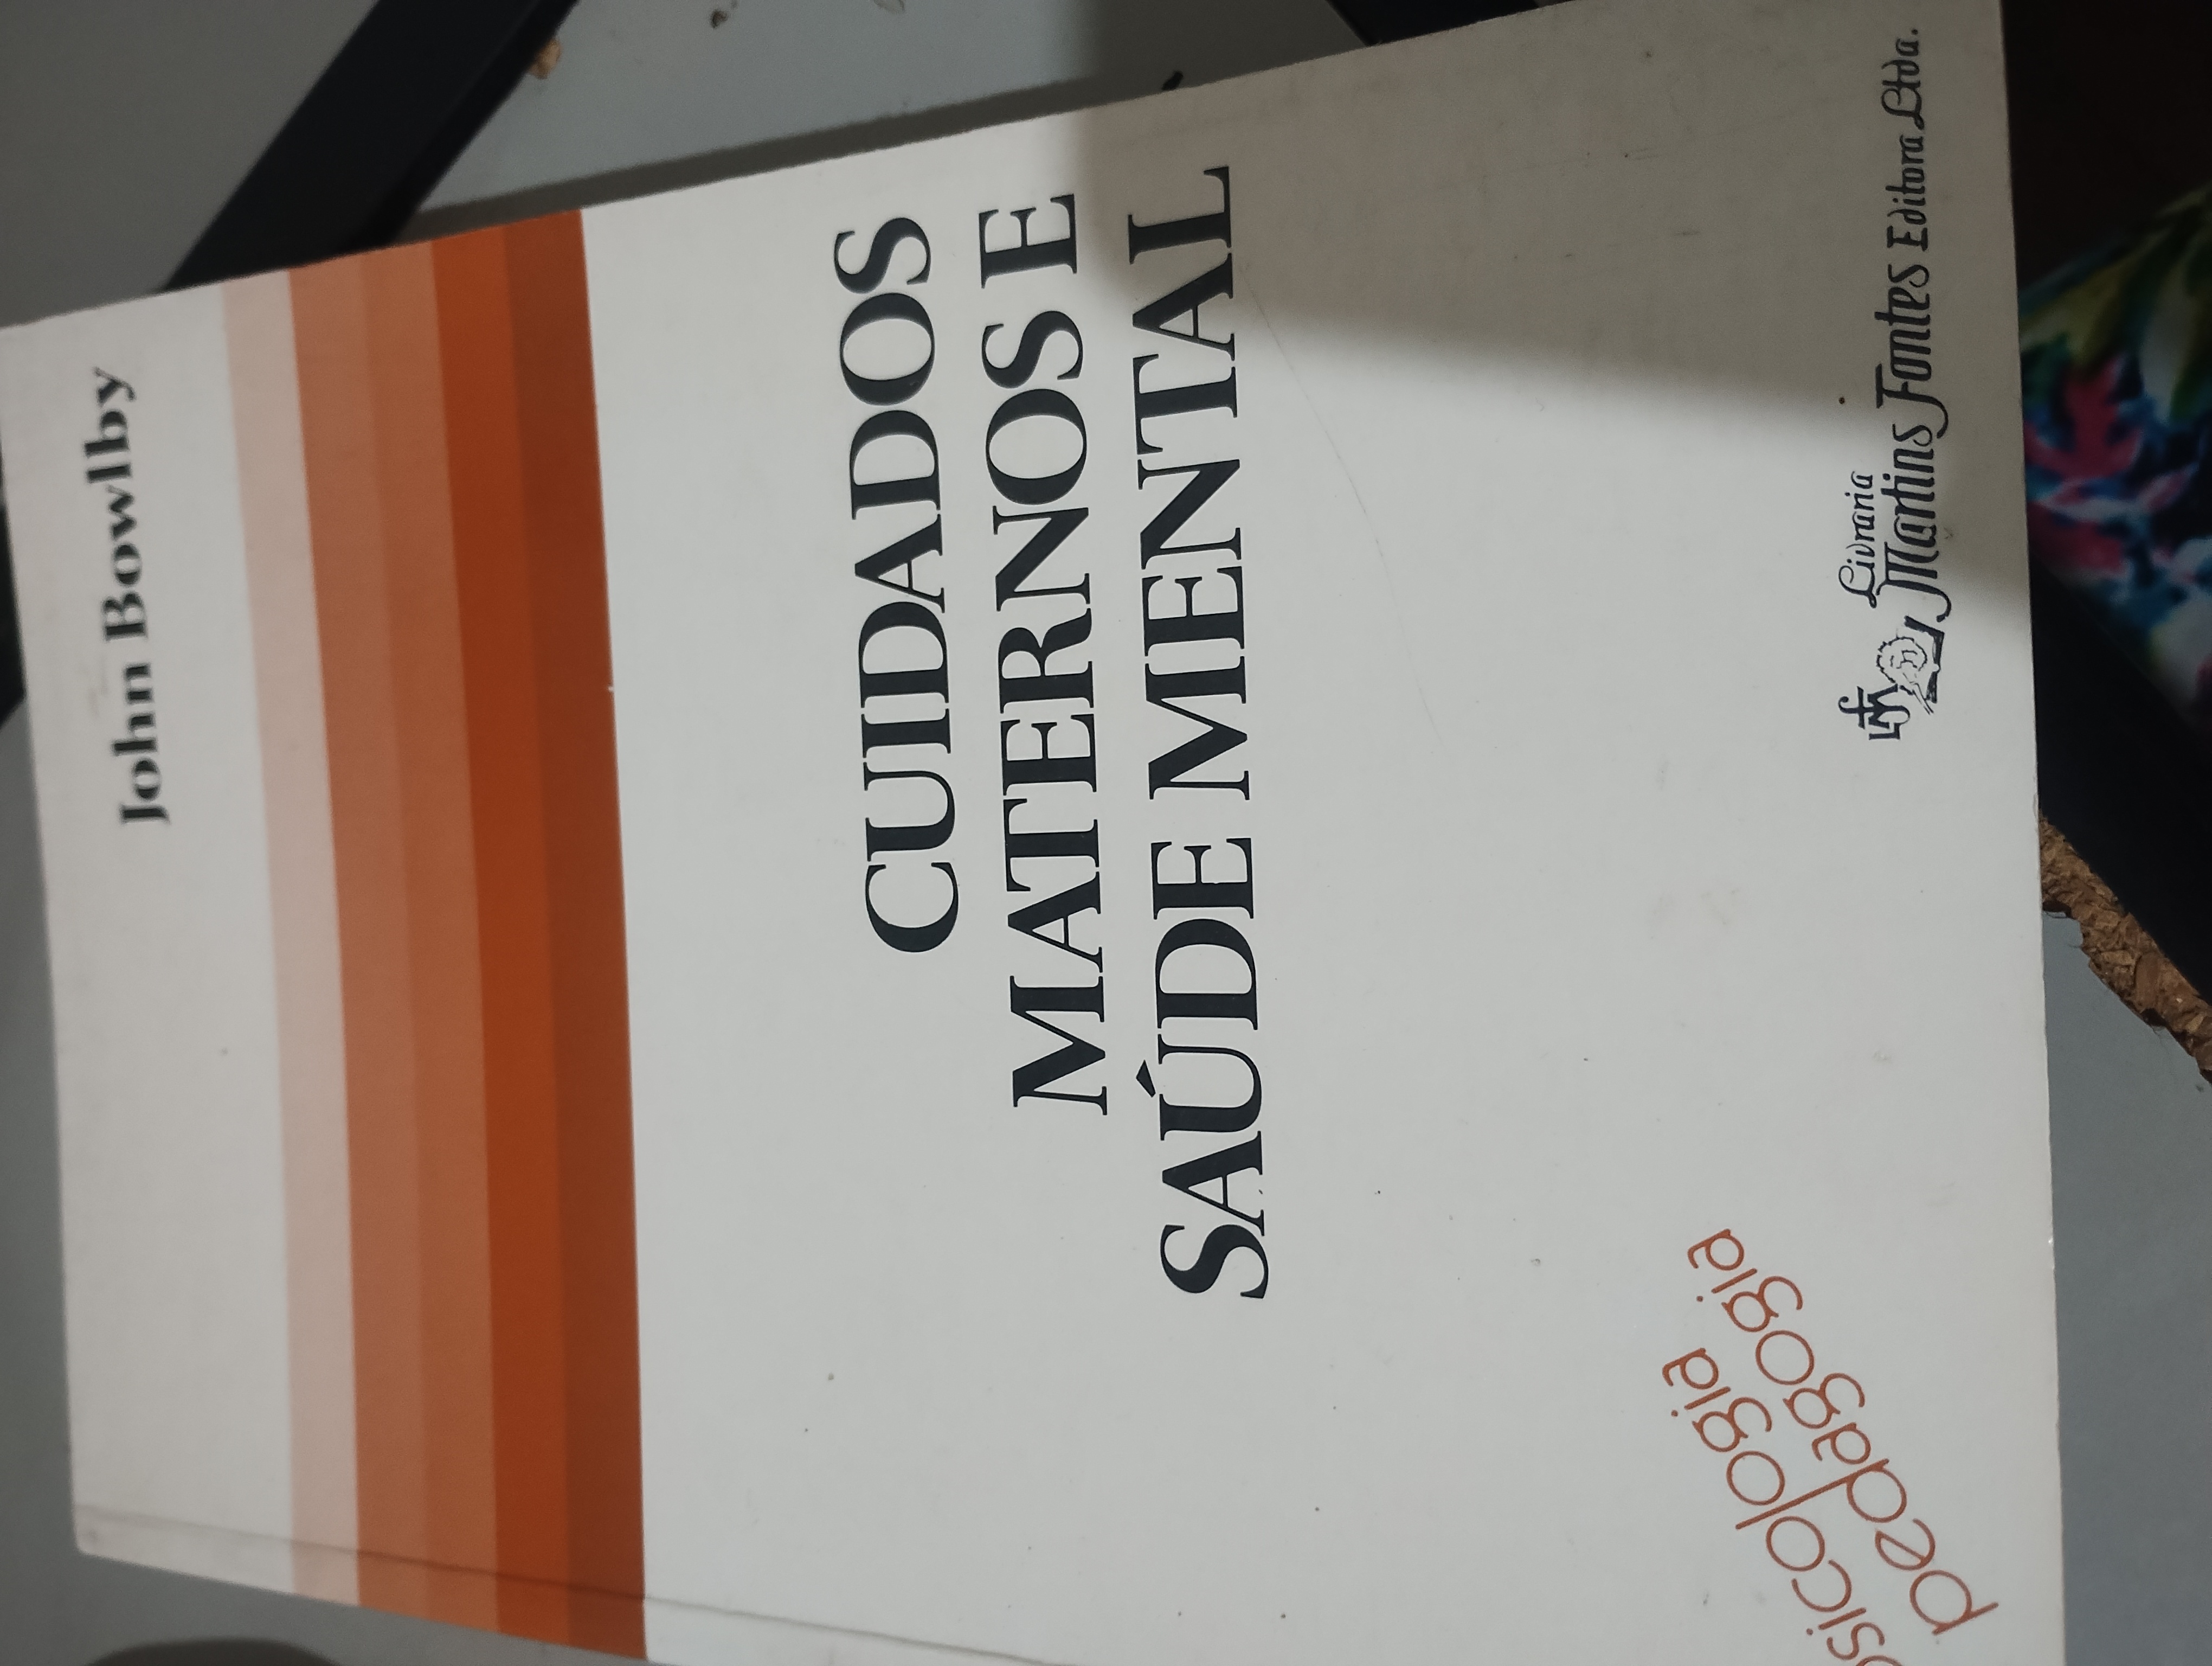 John Bowlby
CUIDADOS
MATERNOS E
SAÚDE MENTAL
psicologia
pedagogia
Livraria
Martins Fontes Editora Ltda.